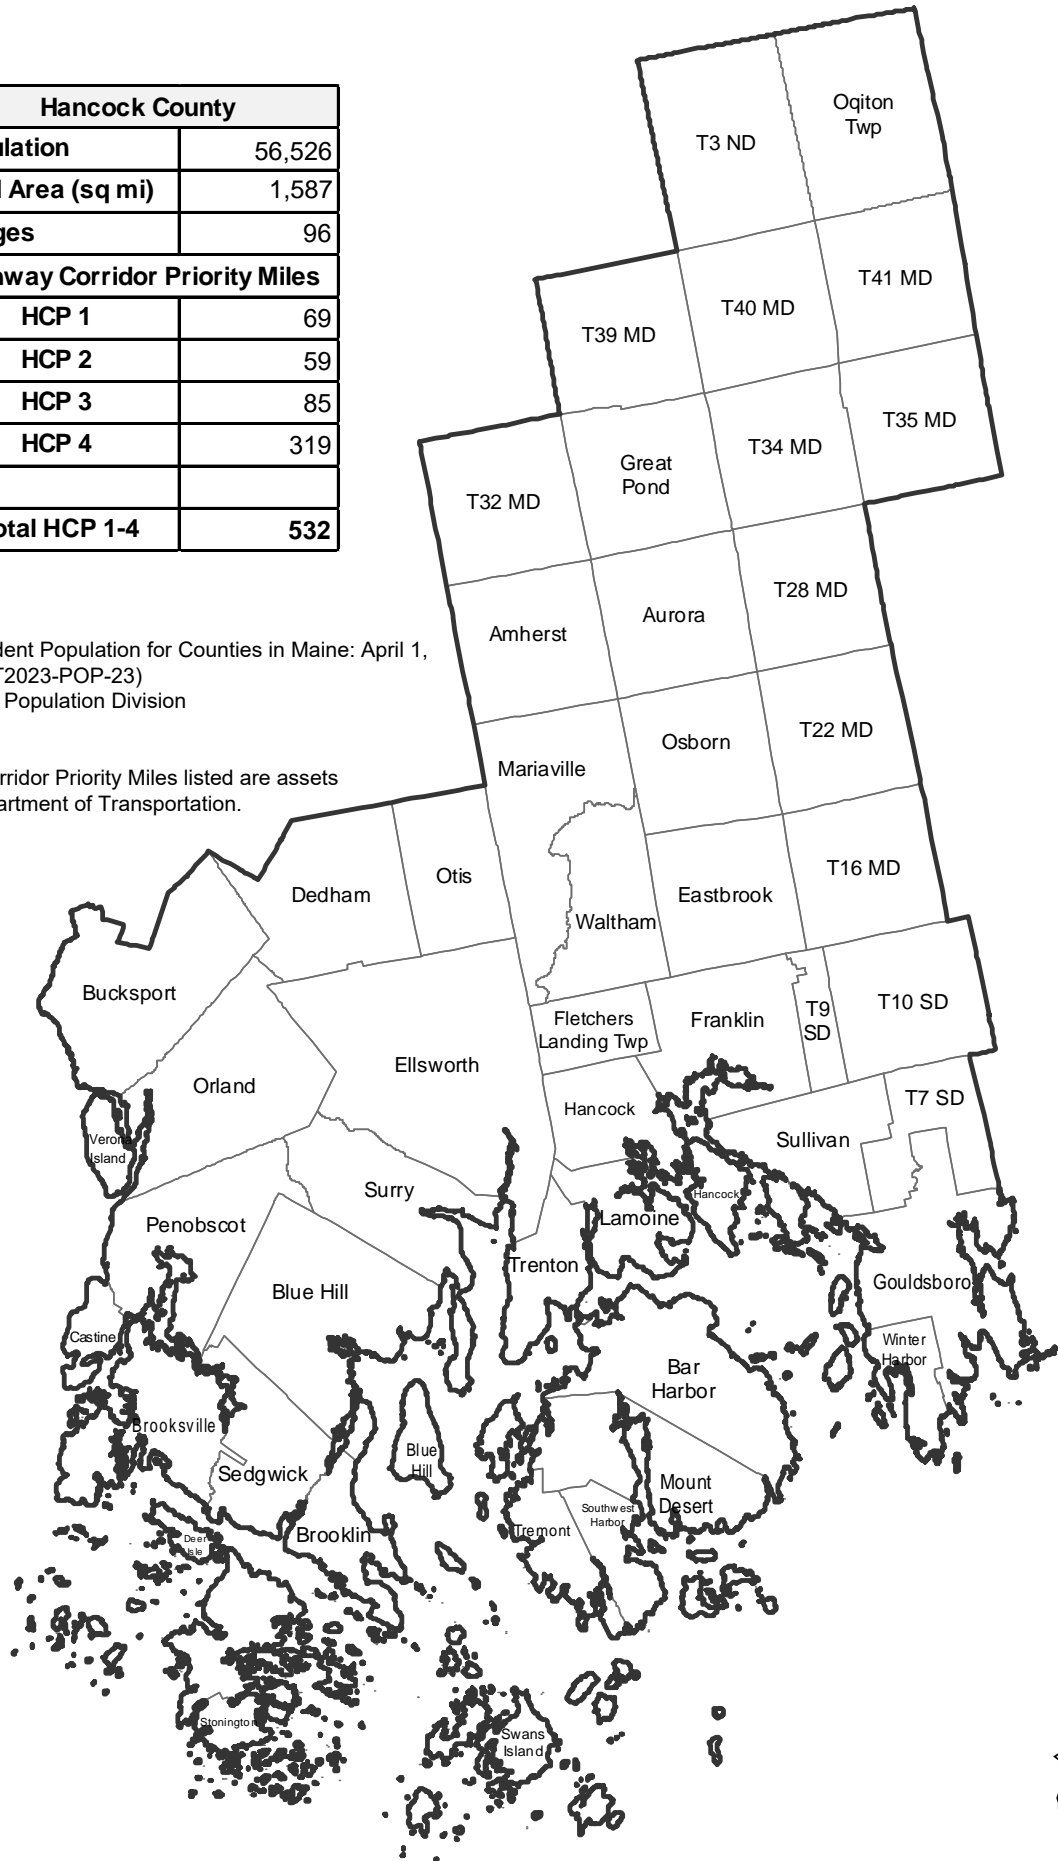 Hancock County
ulation 56,526
l Area (sq mi) 1,587
ges 96
way Corridor Priority Miles
HCP 1 69
HCP 2 59
HCP 3 85
HCP 4 319
otal HCP 1-4 532
dent Population for Counties in Maine: April 1,
T2023-POP-23)
Population Division
rridor Priority Miles listed are assets
artment of Transportation.
Oqiton
Twp
T3 ND
T41 MD
T40 MD
T39 MD
T35 MD
T34 MD
Great
Pond
T32 MD
T28 MD
Aurora
Amherst
T22 MD
Osborn
Mariaville
T16 MD
Otis
Dedham
Eastbrook
Waltham
Bucksport
T10 SD
T9
SD
Franklin
Fletchers
Landing Twp
Ellsworth
Orland
T7 SD
Hancock
Sullivan
Verona
Island
Surry
Hancock
Lamoine
Penobscot
Trenton
Gouldsboro
Blue Hill
Castine
Winter
Harbor
Bar
Harbor
Brooksville
Blue
Hill
Sedgwick
Mount
Desert
Southwest
Harbor
Tremont
Brooklin
Deer
Isle
Stonington
Swans
Island